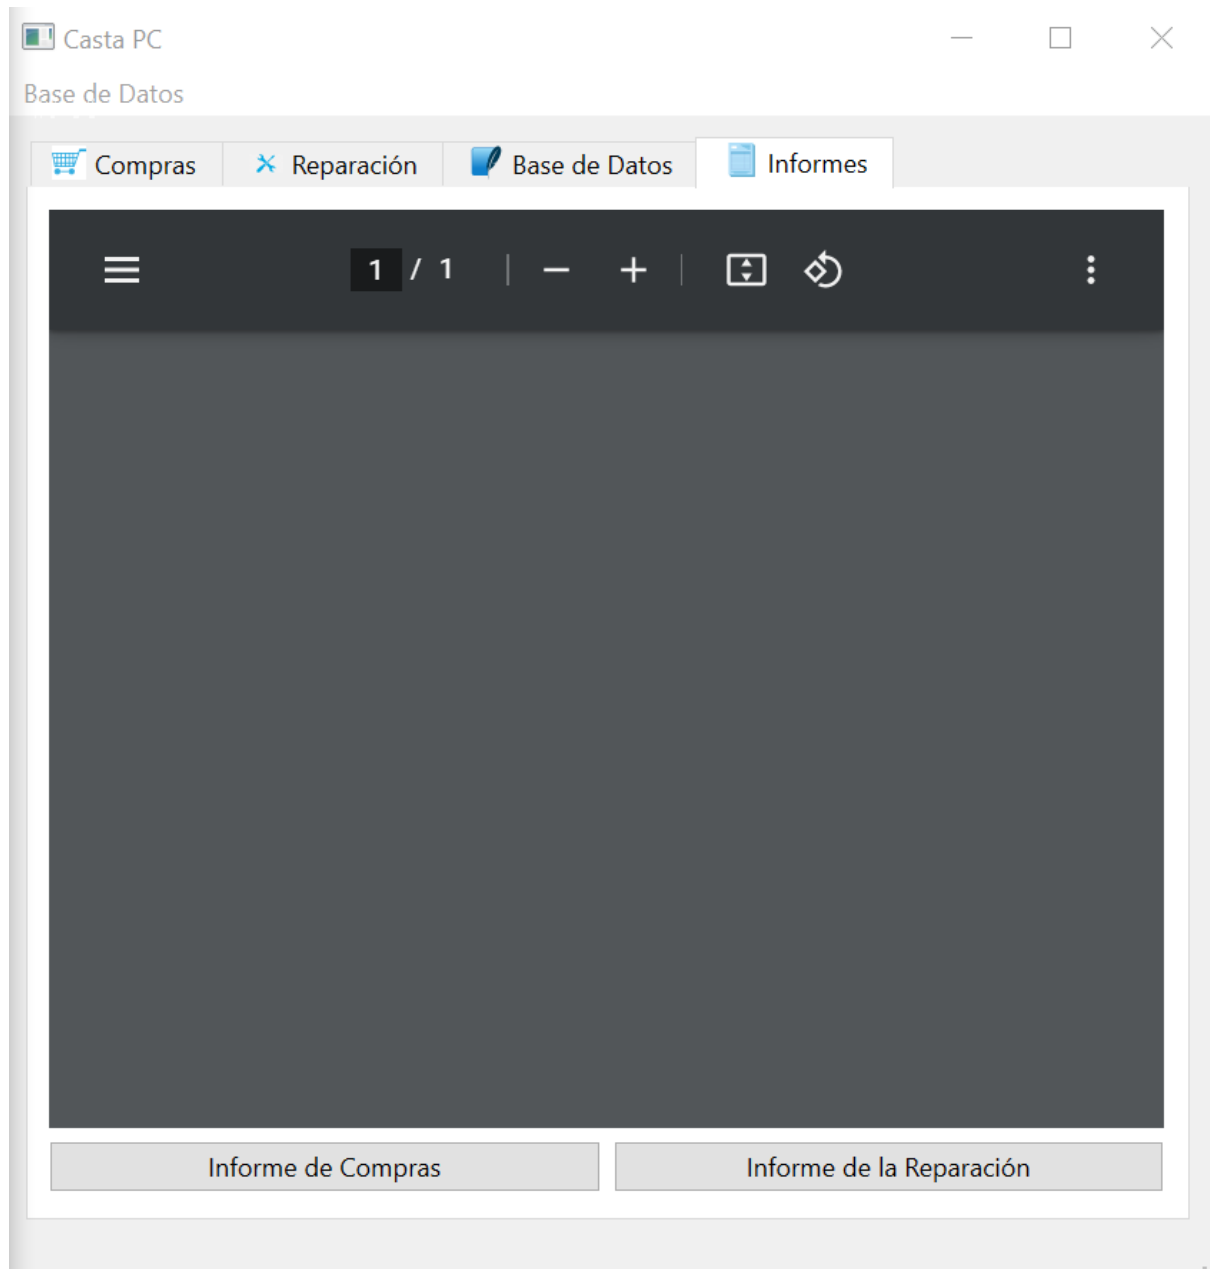 Casta PC
Base de Datos
Compras Reparación Base de Datos Informes
1 / 1
Informe de Compras Informe de la Reparación